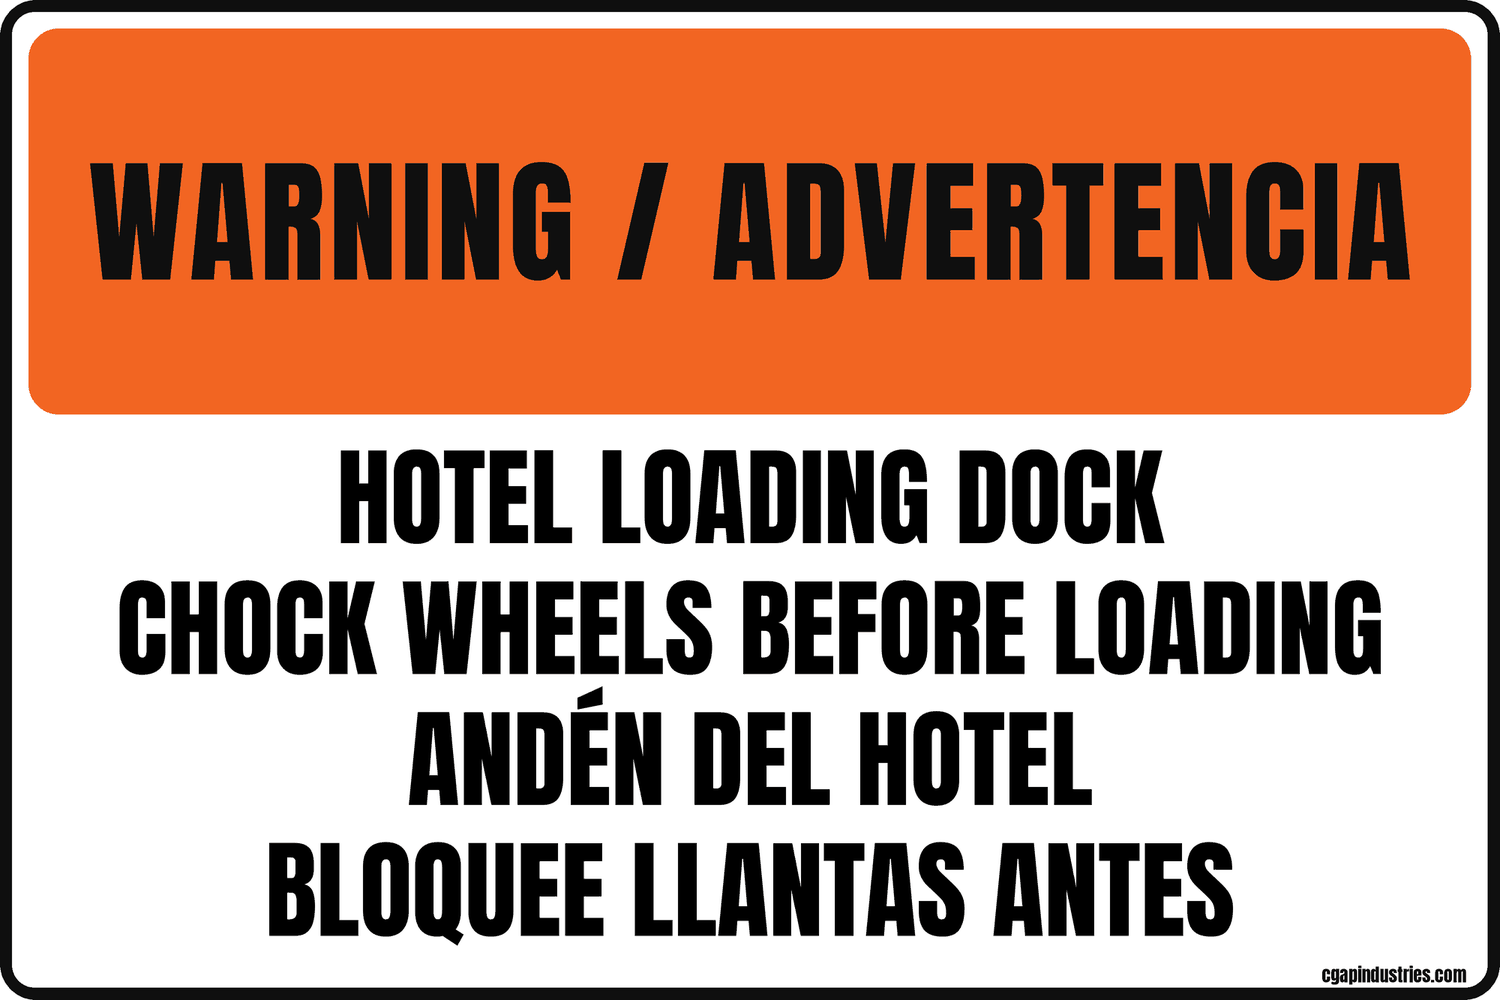 WARNING / ADVERTENCIA
HOTEL LOADING DOCK
CHOCK WHEELS BEFORE LOADING
ANDÉN DEL HOTEL
BLOQUEE LLANTAS ANTES
cgapindustries.com